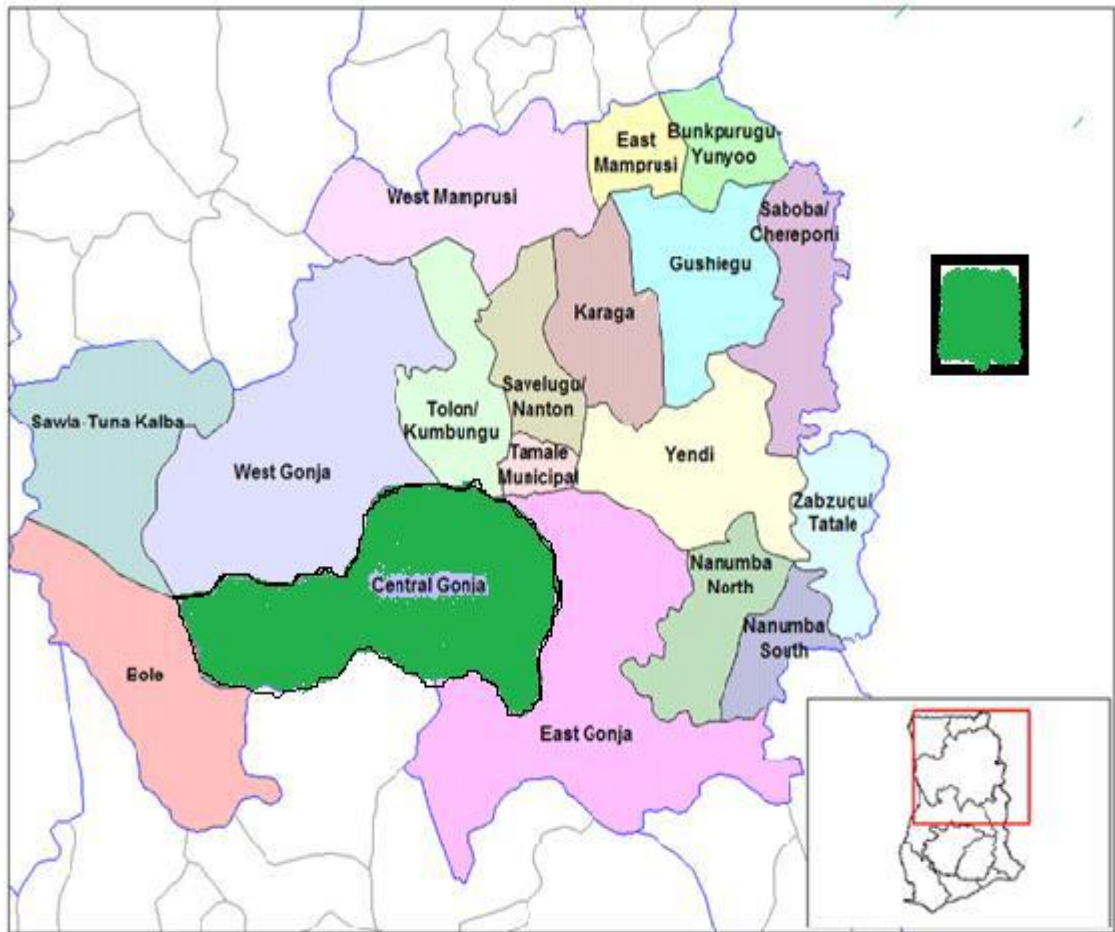 Bunkpurugu-
Yunyoo
East
Mamprusi
West Mamprusi
Saboba/
Chereponi
Gushiegu
Karaga
Savelugu/
Nanton
Sawla-Tuna Kalba
Tolon/
Kumbungu
Tamale
Municipal
Yendi
West Gonja
Zabzugu/
Tatale
Nanumba
North
Central Gonja
Nanumba
South
Bole
East Gonja